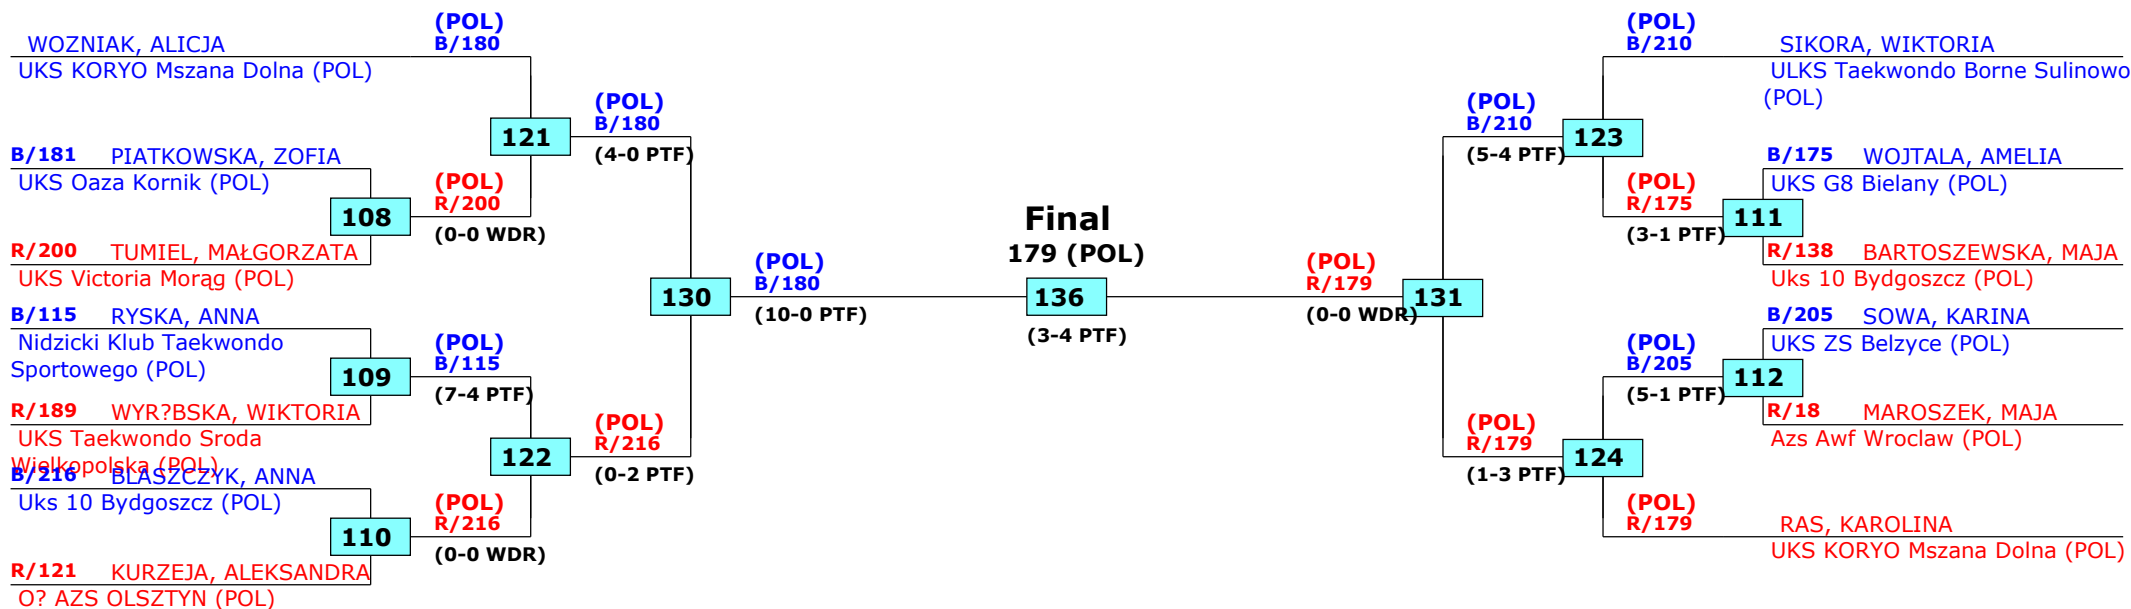 (POL)
B/180
WOZNIAK, ALICJA
UKS KORYO Mszana Dolna (POL)
121
(POL)
B/180
(4-0 PTF)
B/181 PIATKOWSKA, ZOFIA
UKS Oaza Kornik (POL)
108
(POL)
R/200
(0-0 WDR)
R/200 TUMIEL, MAŁGORZATA
UKS Victoria Morąg (POL)
130
(POL)
B/180
(10-0 PTF)
B/115 RYSKA, ANNA
Nidzicki Klub Taekwondo
Sportowego (POL)
109
(POL)
B/115
(7-4 PTF)
R/189 WYR?BSKA, WIKTORIA
UKS Taekwondo Sroda
Wielkopolska (POL)
122
(POL)
R/216
(0-2 PTF)
B/216 BLASZCZYK, ANNA
Uks 10 Bydgoszcz (POL)
110
(POL)
R/216
(0-0 WDR)
R/121 KURZEJA, ALEKSANDRA
O? AZS OLSZTYN (POL)
Final
179 (POL)
136
(3-4 PTF)
(POL)
B/210
SIKORA, WIKTORIA
ULKS Taekwondo Borne Sulinowo
(POL)
(POL)
B/210
(5-4 PTF)
123
B/175 WOJTALA, AMELIA
UKS G8 Bielany (POL)
(POL)
R/175
(3-1 PTF)
111
R/138 BARTOSZEWSKA, MAJA
Uks 10 Bydgoszcz (POL)
(POL)
R/179
(0-0 WDR)
131
B/205 SOWA, KARINA
UKS ZS Belzyce (POL)
(POL)
B/205
(5-1 PTF)
112
R/18 MAROSZEK, MAJA
Azs Awf Wroclaw (POL)
(POL)
R/179
(1-3 PTF)
124
(POL)
R/179
RAS, KAROLINA
UKS KORYO Mszana Dolna (POL)